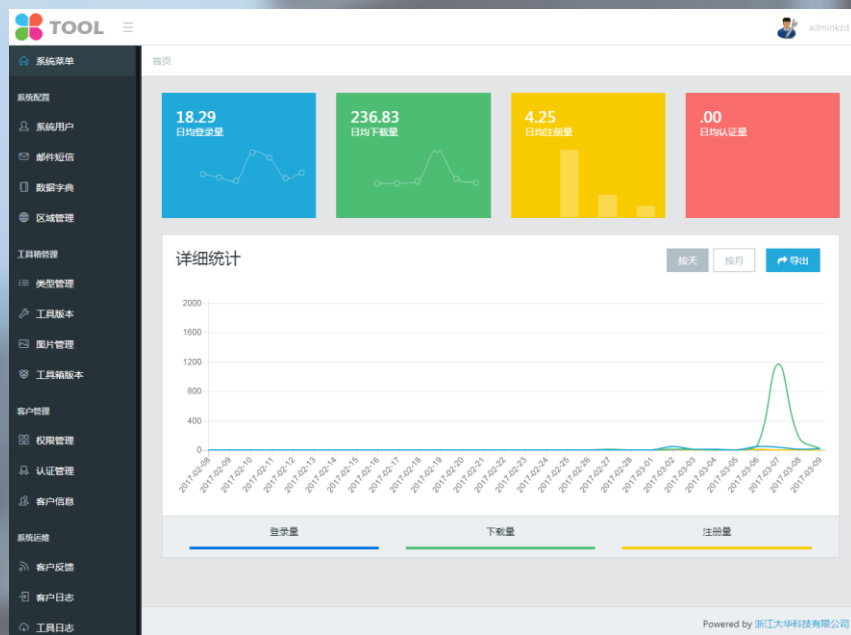 TOOL
adminkzd
系统菜单
首页
系统配置
系统用户
邮件短信
数据字典
区域管理
工具箱管理
类型管理
工具版本
图片管理
工具箱版本
客户管理
权限管理
认证管理
客户信息
系统运维
客户反馈
客户日志
工具日志
18.29
日均登录量
236.83
日均下载量
4.25
日均注册量
.00
日均认证量
详细统计
按天
按月
导出
2000
1600
1200
800
400
0
2017-02-08
2017-02-09
2017-02-10
2017-02-11
2017-02-12
2017-02-13
2017-02-14
2017-02-15
2017-02-16
2017-02-17
2017-02-18
2017-02-19
2017-02-20
2017-02-21
2017-02-22
2017-02-23
2017-02-24
2017-02-25
2017-02-26
2017-02-27
2017-02-28
2017-03-01
2017-03-02
2017-03-03
2017-03-04
2017-03-05
2017-03-06
2017-03-07
2017-03-08
2017-03-09
登录量
下载量
注册量
Powered by 浙江大华科技有限公司